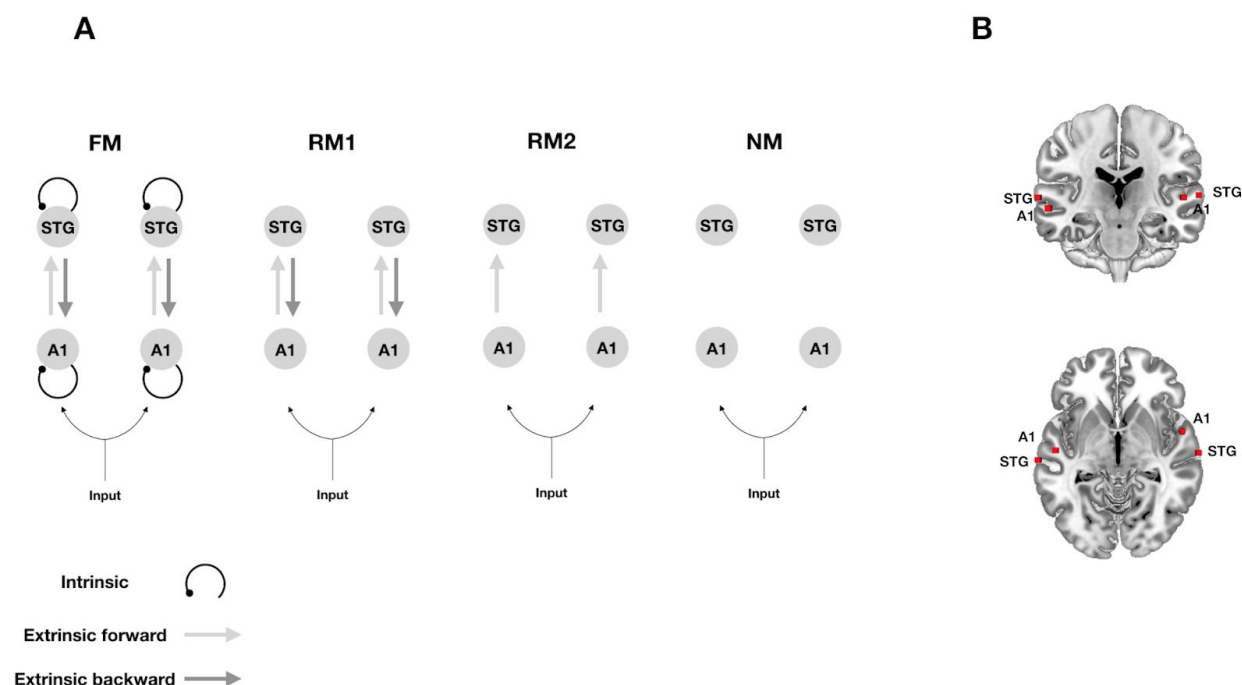 A
B
FM RM1 RM2 NM
STG STG STG STG STG STG STG STG
A1 A1 A1 A1 A1 A1 A1 A1
Input Input Input Input
Intrinsic
Extrinsic forward
Extrinsic backward
STG STG
A1 A1
A1
A1
STG STG